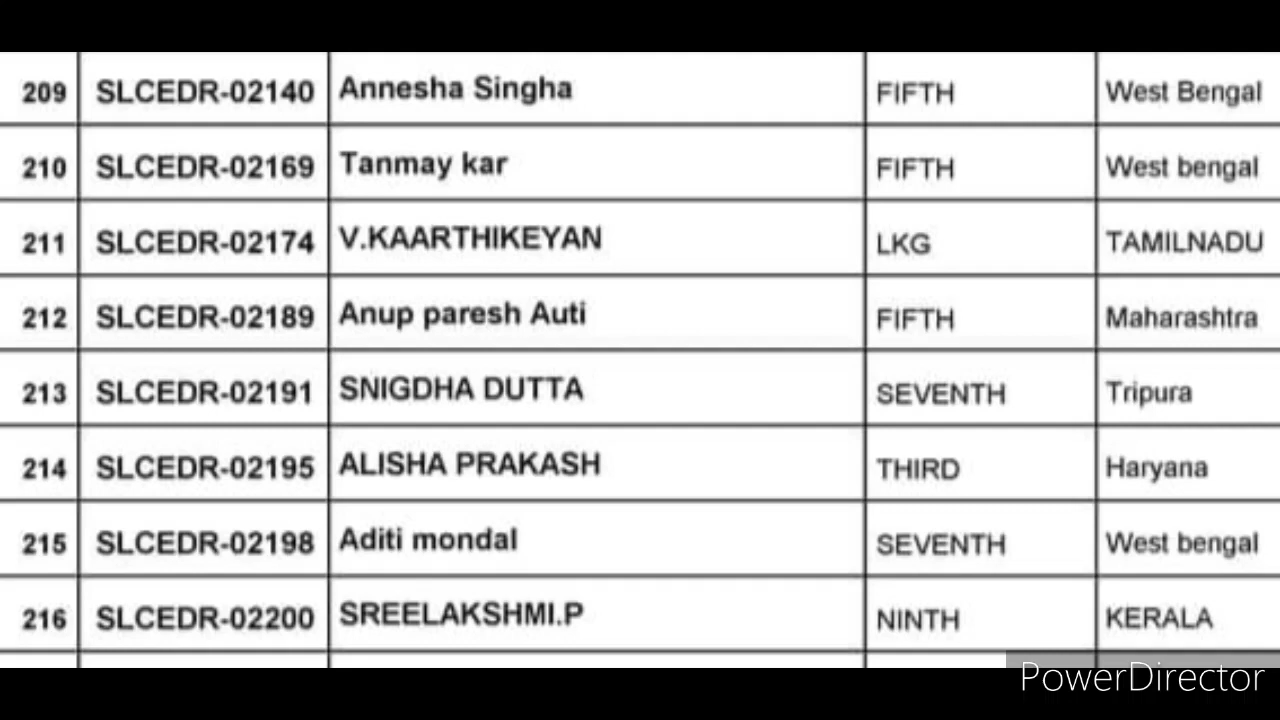 209 SLCEDR-02140 Annesha Singha FIFTH West Bengal
210 SLCEDR-02169 Tanmay kar FIFTH West bengal
211 SLCEDR-02174 V.KAARTHIKEYAN LKG TAMILNADU
212 SLCEDR-02189 Anup paresh Auti FIFTH Maharashtra
213 SLCEDR-02191 SNIGDHA DUTTA SEVENTH Tripura
214 SLCEDR-02195 ALISHA PRAKASH THIRD Haryana
215 SLCEDR-02198 Aditi mondal SEVENTH West bengal
216 SLCEDR-02200 SREELAKSHMI.P NINTH KERALA
PowerDirector